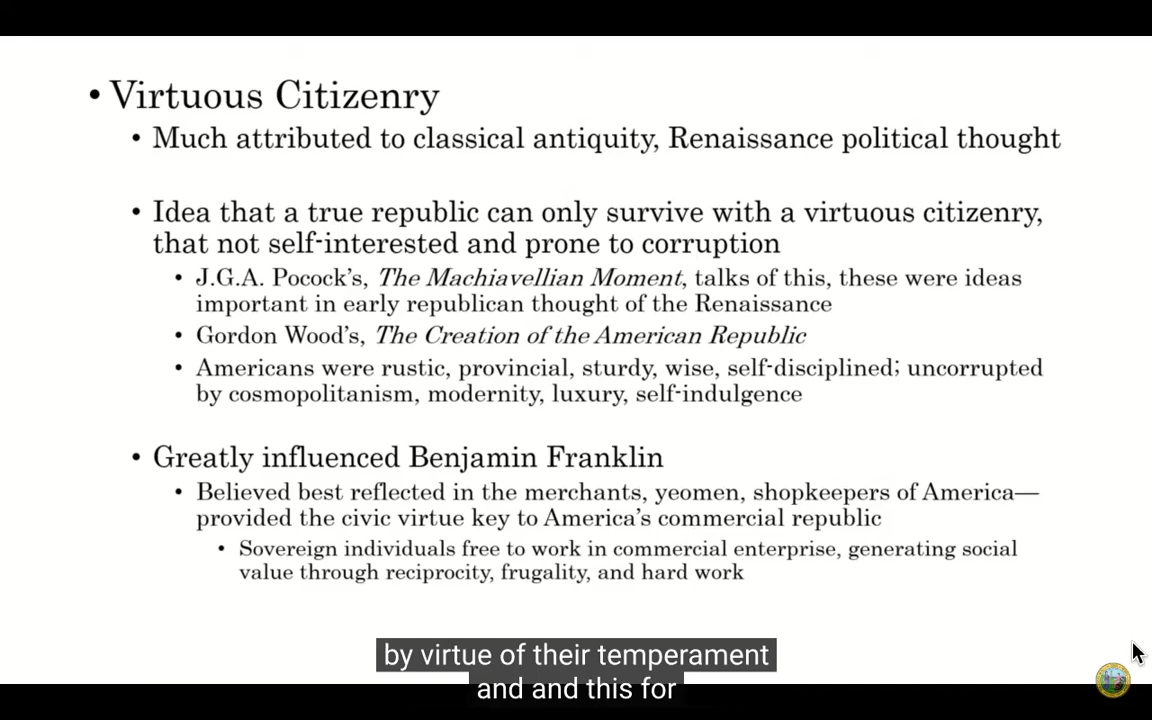 • Virtuous Citizenry
• Much attributed to classical antiquity, Renaissance political thought
• Idea that a true republic can only survive with a virtuous citizenry,
that not self-interested and prone to corruption
• J.G.A. Pocock's, The Machiavellian Moment, talks of this, these were ideas
important in early republican thought of the Renaissance
• Gordon Wood's, The Creation of the American Republic
• Americans were rustic, provincial, sturdy, wise, self-disciplined; uncorrupted
by cosmopolitanism, modernity, luxury, self-indulgence
• Greatly influenced Benjamin Franklin
• Believed best reflected in the merchants, yeomen, shopkeepers of America—
provided the civic virtue key to America's commercial republic
• Sovereign individuals free to work in commercial enterprise, generating social
value through reciprocity, frugality, and hard work
by virtue of their temperament
and and this for